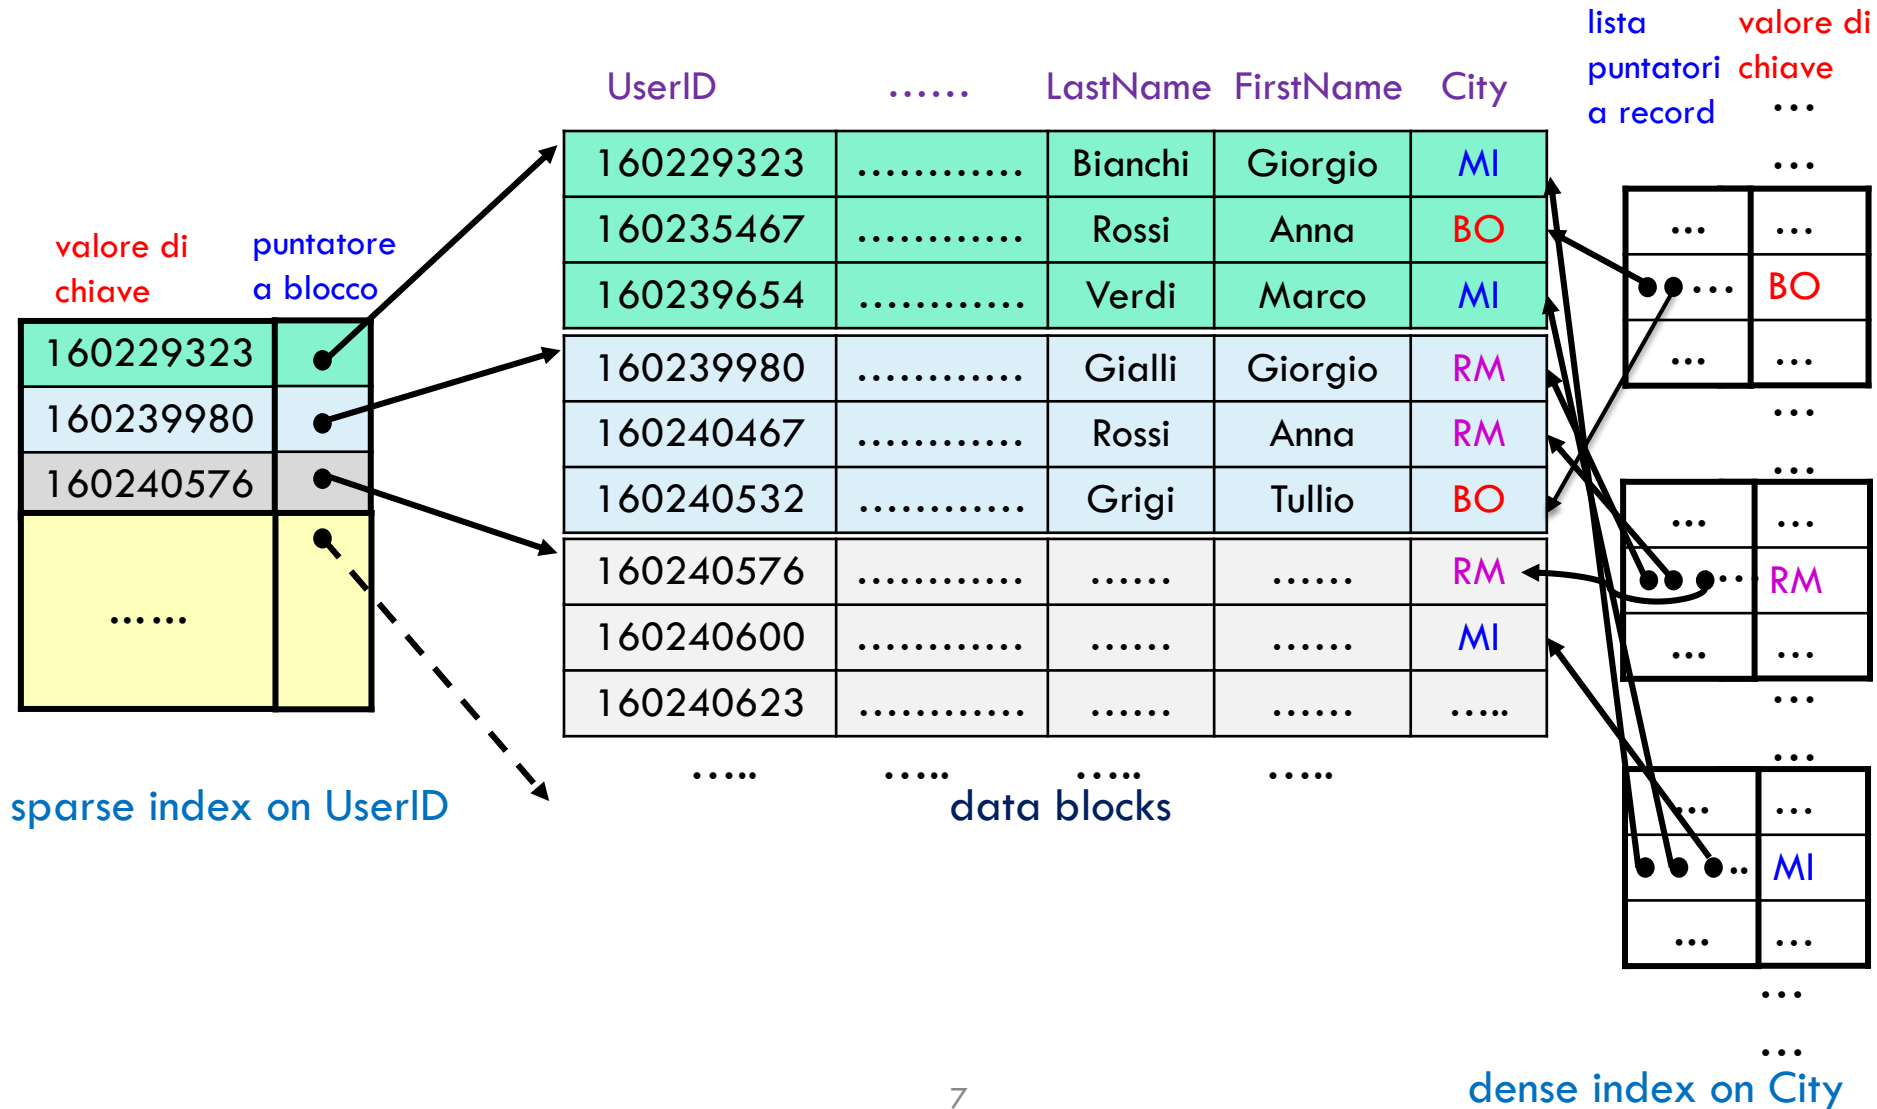 lista valore di
puntatori chiave
a record …
…
UserID …… LastName FirstName City
160229323 ………… Bianchi Giorgio MI
160235467 ………… Rossi Anna BO
160239654 ………… Verdi Marco MI
160239980 ………… Gialli Giorgio RM
160240467 ………… Rossi Anna RM
160240532 ………… Grigi Tullio BO
160240576 ………… …… …… RM
160240600 ………… …… …… MI
160240623 ………… …… …… …..
….. ….. ….. …..
data blocks
valore di puntatore
chiave a blocco
160229323
160239980
160240576
……
sparse index on UserID
… …
… BO
… …
…
…
… …
… RM
… …
…
…
… …
.. MI
… …
…
…
dense index on City
7